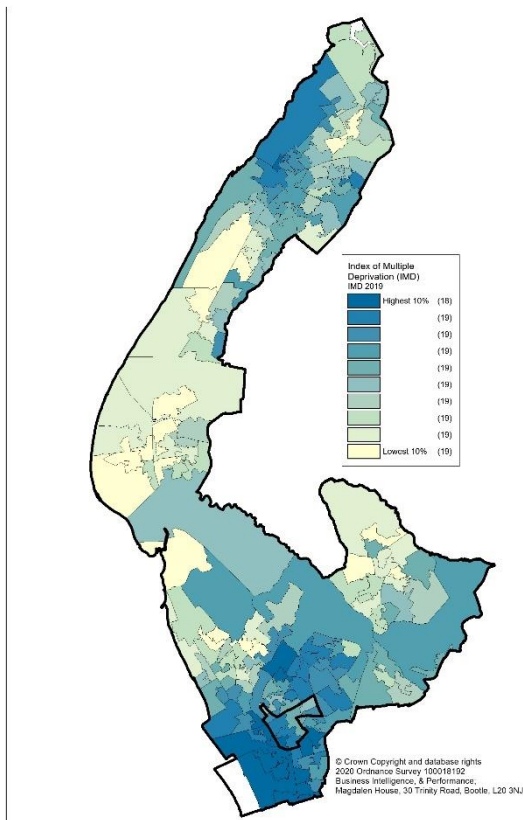 Index of Multiple
Deprivation (IMD)
IMD 2019
Highest 10% (18)
(19)
(19)
(19)
(19)
(19)
(19)
(19)
(19)
Lowest 10% (19)
© Crown Copyright and database rights
2020 Ordnance Survey 100018192
Business Intelligence, & Performance,
Magdalen House, 30 Trinity Road, Bootle, L20 3NJ